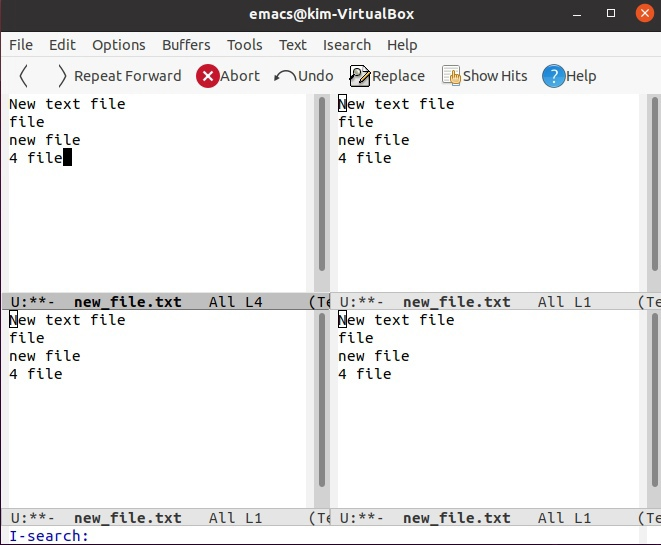 emacs@kim-VirtualBox
File Edit Options Buffers Tools Text Isearch Help
Repeat Forward Abort Undo Replace Show Hits Help
New text file
file
new file
4 file
U:**- new_file.txt All L4 (Te
New text file
file
new file
4 file
U:**- new_file.txt All L1 (Te
New text file
file
new file
4 file
U:**- new_file.txt All L1 (Te
New text file
file
new file
4 file
U:**- new_file.txt All L1 (Te
I-search: